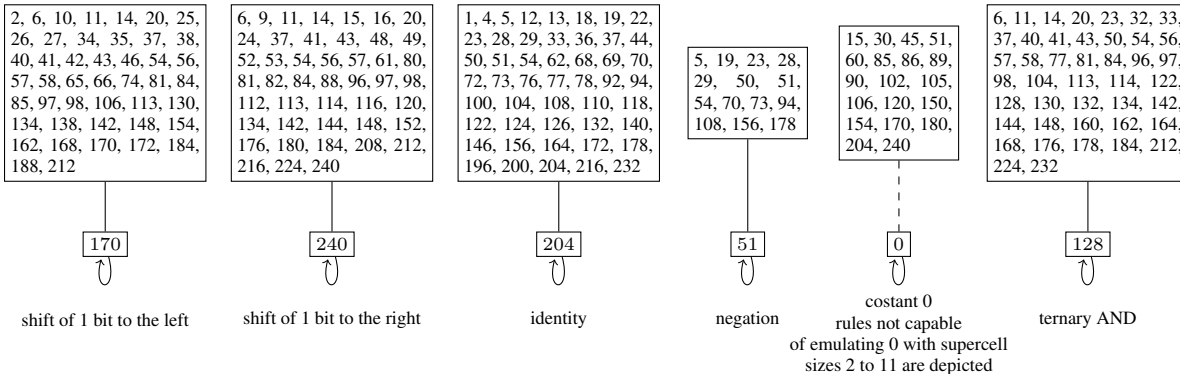 2, 6, 10, 11, 14, 20, 25,
26, 27, 34, 35, 37, 38,
40, 41, 42, 43, 46, 54, 56,
57, 58, 65, 66, 74, 81, 84,
85, 97, 98, 106, 113, 130,
134, 138, 142, 148, 154,
162, 168, 170, 172, 184,
188, 212
170
shift of 1 bit to the left
6, 9, 11, 14, 15, 16, 20,
24, 37, 41, 43, 48, 49,
52, 53, 54, 56, 57, 61, 80,
81, 82, 84, 88, 96, 97, 98,
112, 113, 114, 116, 120,
134, 142, 144, 148, 152,
176, 180, 184, 208, 212,
216, 224, 240
240
shift of 1 bit to the right
1, 4, 5, 12, 13, 18, 19, 22,
23, 28, 29, 33, 36, 37, 44,
50, 51, 54, 62, 68, 69, 70,
72, 73, 76, 77, 78, 92, 94,
100, 104, 108, 110, 118,
122, 124, 126, 132, 140,
146, 156, 164, 172, 178,
196, 200, 204, 216, 232
204
identity
5, 19, 23, 28,
29, 50, 51,
54, 70, 73, 94,
108, 156, 178
51
negation
15, 30, 45, 51,
60, 85, 86, 89,
90, 102, 105,
106, 120, 150,
154, 170, 180,
204, 240
0
costant 0
rules not capable
of emulating 0 with supercell
sizes 2 to 11 are depicted
6, 11, 14, 20, 23, 32, 33,
37, 40, 41, 43, 50, 54, 56,
57, 58, 77, 81, 84, 96, 97,
98, 104, 113, 114, 122,
128, 130, 132, 134, 142,
144, 148, 160, 162, 164,
168, 176, 178, 184, 212,
224, 232
128
ternary AND